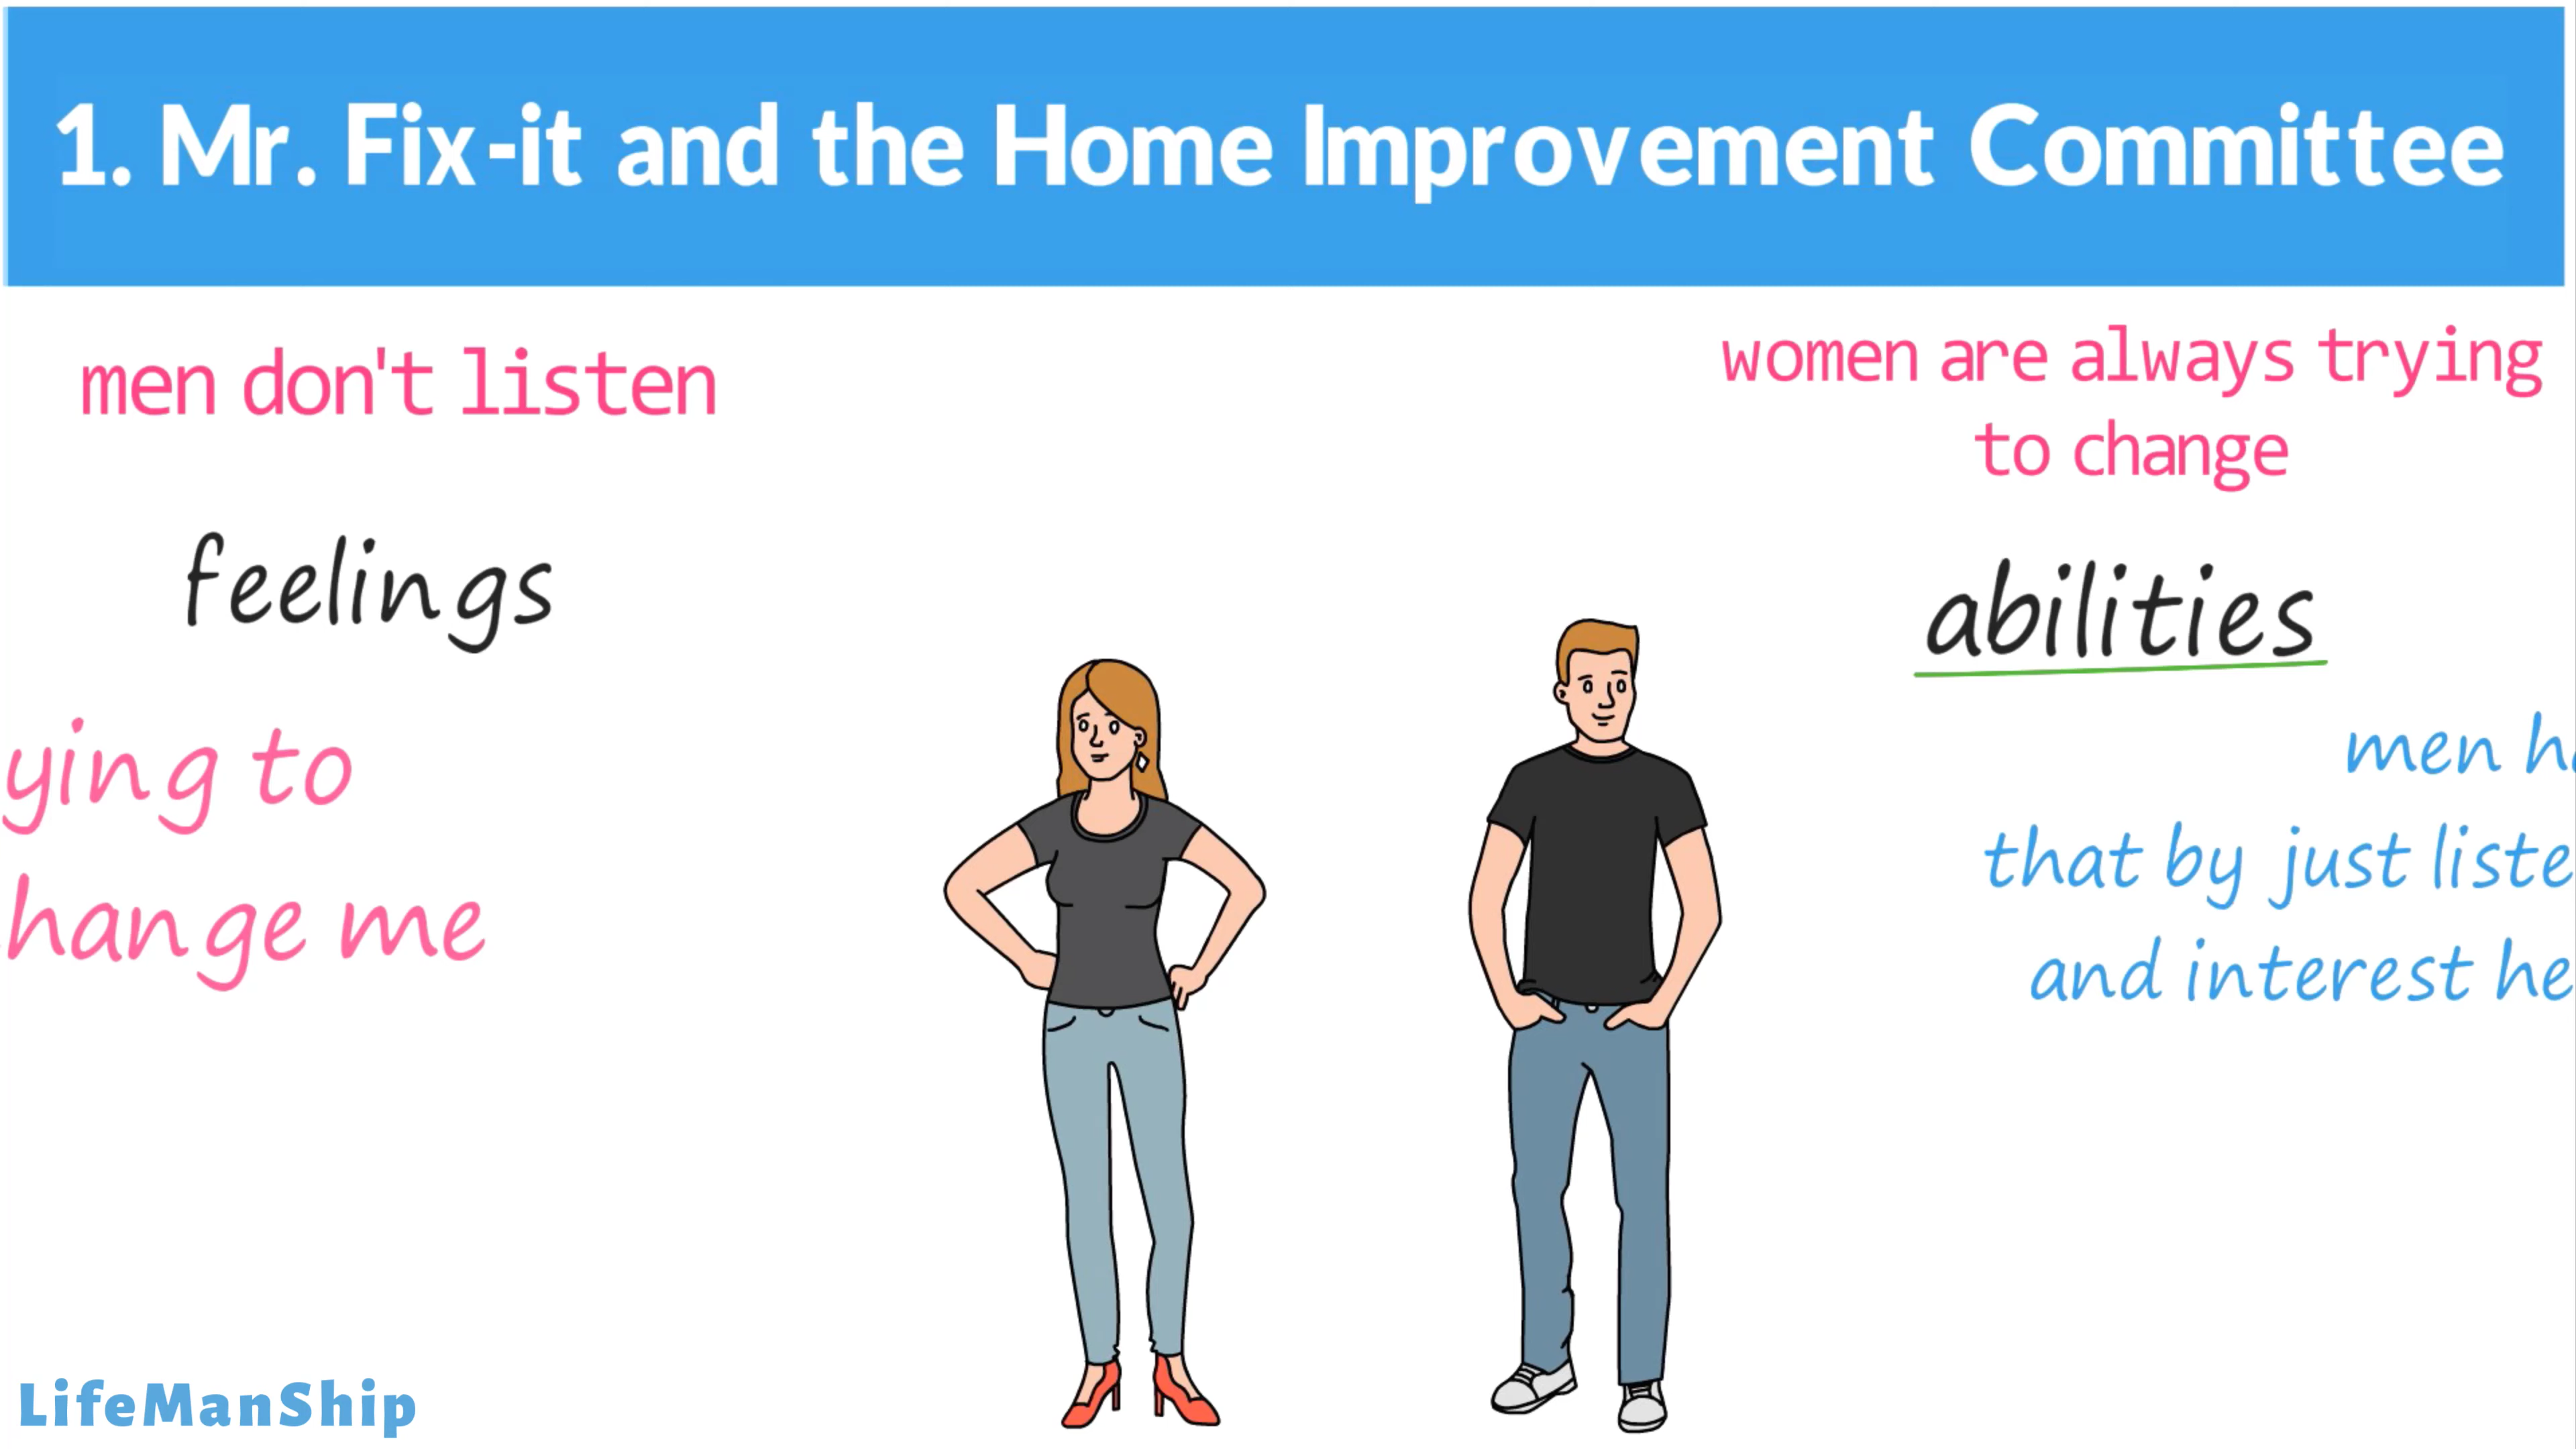 1. Mr. Fix-it and the Home Improvement Committee
men don't listen
feelings
ying to
hange me
women are always trying
to change
abilities
men ha
that by just liste
and interest he
LifeManShip